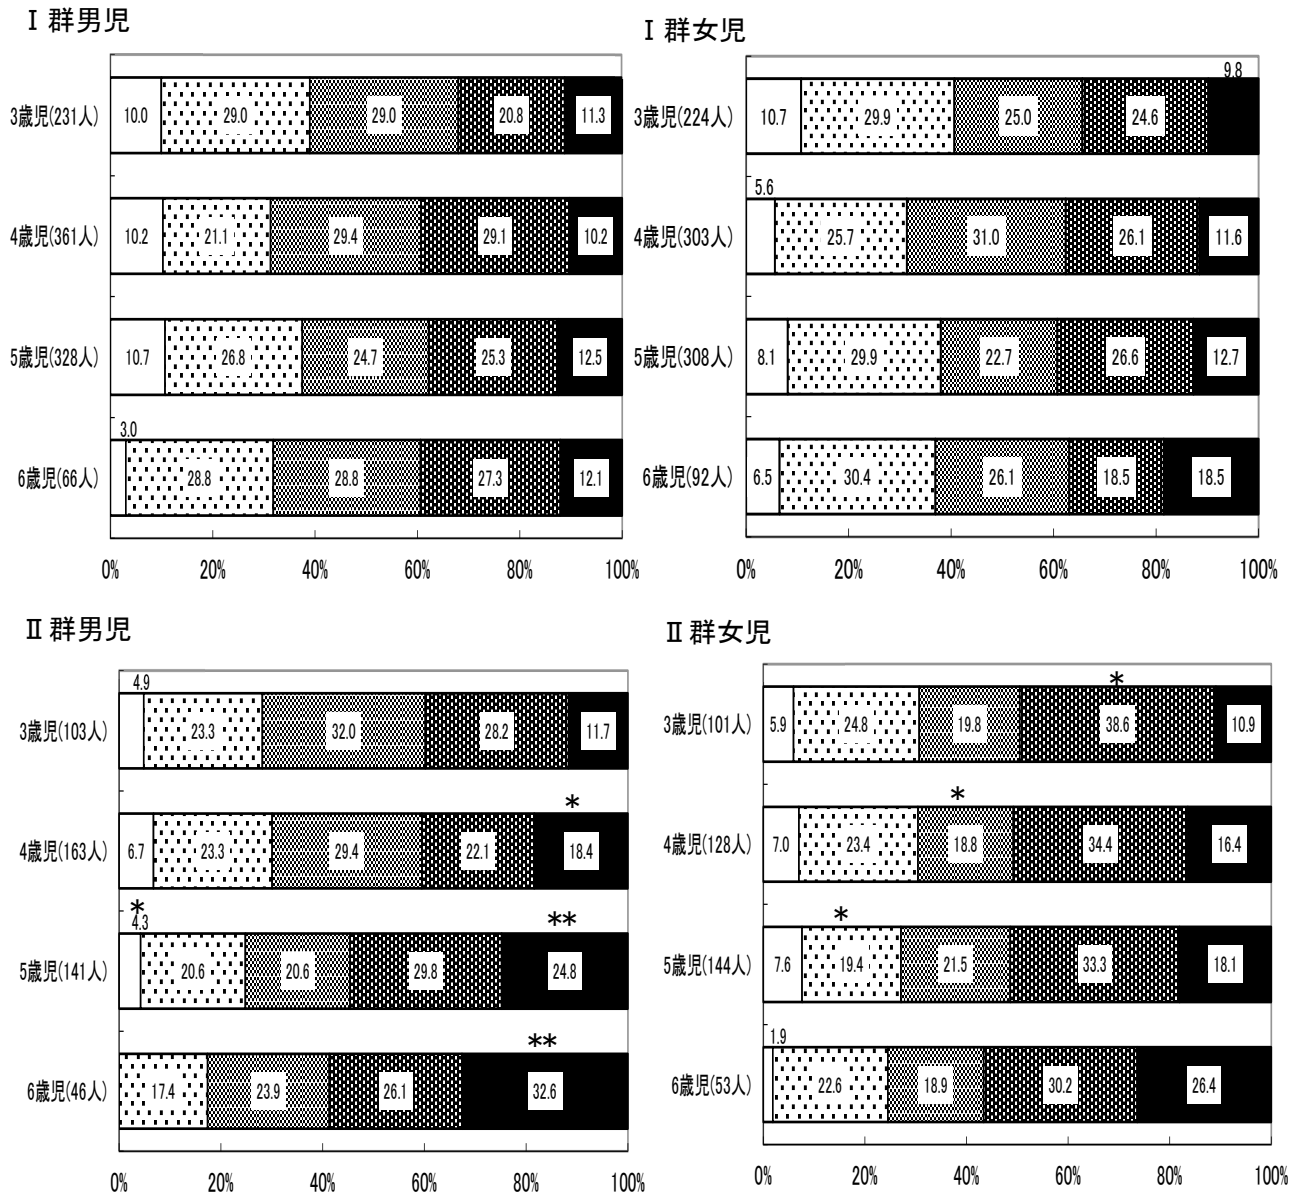 Ⅰ群男児
3歳児(231人) 10.0 29.0 29.0 20.8 11.3
4歳児(361人) 10.2 21.1 29.4 29.1 10.2
5歳児(328人) 10.7 26.8 24.7 25.3 12.5
3.0
6歳児(66人) 28.8 28.8 27.3 12.1
0% 20% 40% 60% 80% 100%
Ⅰ群女児
9.8
3歳児(224人) 10.7 29.9 25.0 24.6
5.6
4歳児(303人) 25.7 31.0 26.1 11.6
5歳児(308人) 8.1 29.9 22.7 26.6 12.7
6歳児(92人) 6.5 30.4 26.1 18.5 18.5
0% 20% 40% 60% 80% 100%
Ⅱ群男児
4.9
3歳児(103人) 23.3 32.0 28.2 11.7
*
4歳児(163人) 6.7 23.3 29.4 22.1 18.4
* **
4.3
5歳児(141人) 20.6 20.6 29.8 24.8
**
6歳児(46人) 17.4 23.9 26.1 32.6
0% 20% 40% 60% 80% 100%
Ⅱ群女児
*
3歳児(101人) 5.9 24.8 19.8 38.6 10.9
*
4歳児(128人) 7.0 23.4 18.8 34.4 16.4
*
5歳児(144人) 7.6 19.4 21.5 33.3 18.1
1.9
6歳児(53人) 22.6 18.9 30.2 26.4
0% 20% 40% 60% 80% 100%